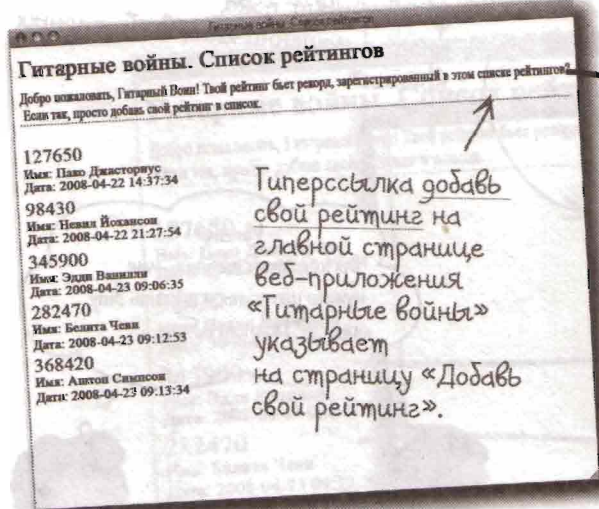 Гитарные войны. Список рейтингов
Гитарные войны. Список рейтингов
Добро пожаловать, Гитарный Воин! Твой рейтинг бьет рекорд, зарегистрированный в этом списке рейтингов?
Если так, просто добавь свой рейтинг в список.
127650
Имя: Пако Джасториус
Дата: 2008-04-22 14:37:34
98430
Имя: Невил Йохансон
Дата: 2008-04-22 21:27:54
345900
Имя: Эдди Ванилли
Дата: 2008-04-23 09:06:35
282470
Имя: Белита Чеви
Дата: 2008-04-23 09:12:53
368420
Имя: Аштон Симпсон
Дата: 2008-04-23 09:13:34
Гиперссылка добавь
свой рейтинг на
главной странице
веб-приложения
«Гитарные войны»
указывает
на страницу «Добавь
свой рейтинг».